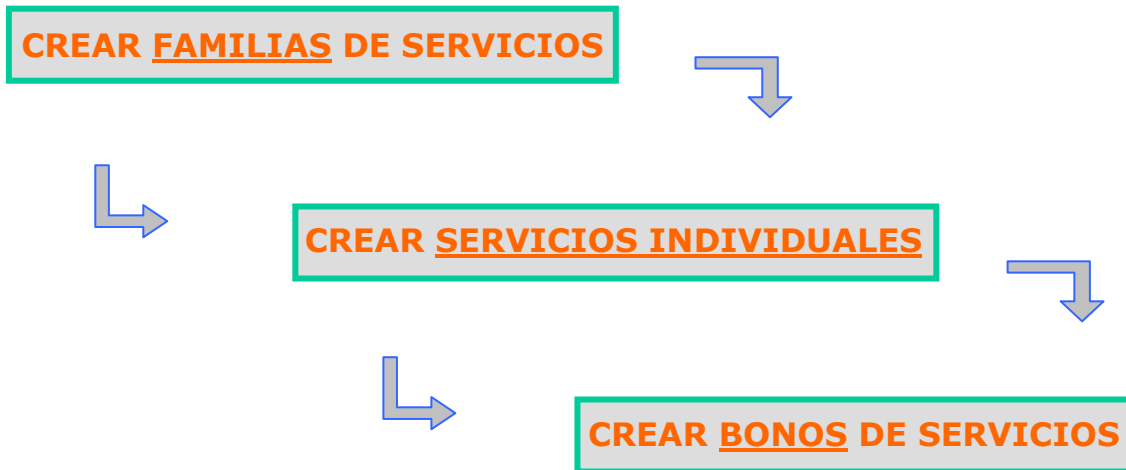 CREAR FAMILIAS DE SERVICIOS
CREAR SERVICIOS INDIVIDUALES
CREAR BONOS DE SERVICIOS